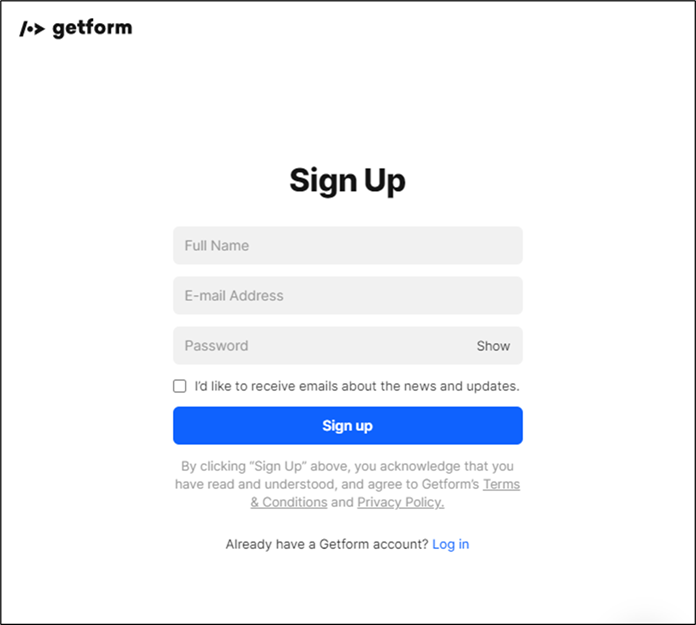 getform
Sign Up
Full Name
E-mail Address
Password Show
I'd like to receive emails about the news and updates.
Sign up
By clicking “Sign Up” above, you acknowledge that you
have read and understood, and agree to Getform's Terms
& Conditions and Privacy Policy.
Already have a Getform account? Log in